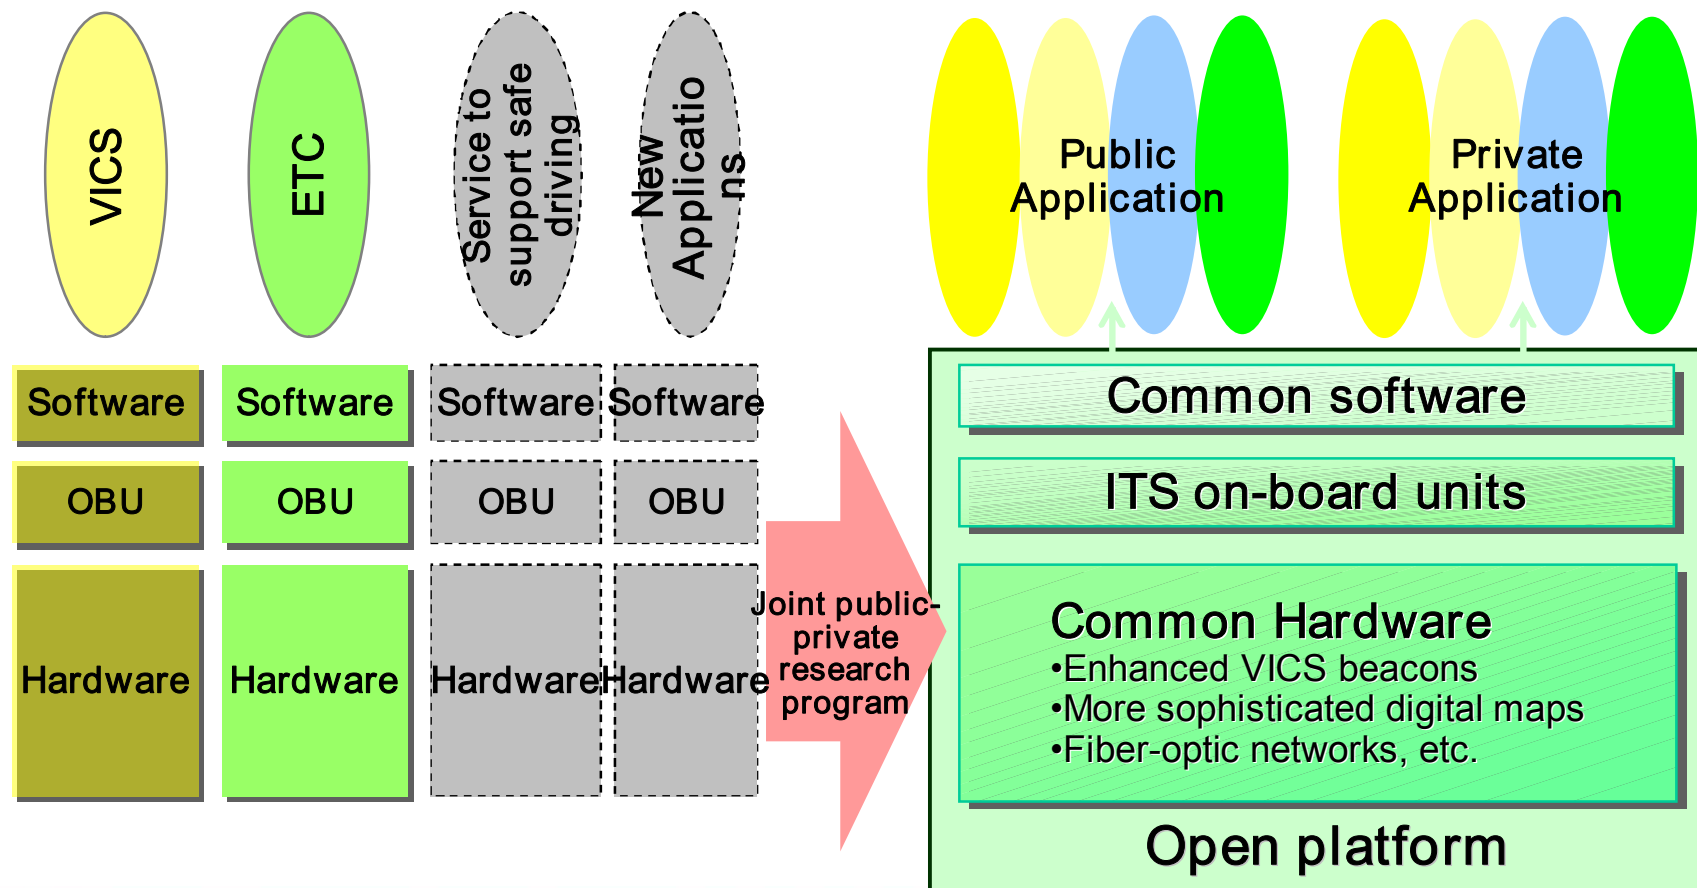 VICS
ETC
Service to
support safe
driving
New
Applicatio
ns
Public
Application
Private
Application
Software
Software
Software
Software
OBU
OBU
OBU
OBU
Hardware
Hardware
Hardware
Hardware
Joint public-
private
research
program
Common software
ITS on-board units
Common Hardware
•Enhanced VICS beacons
•More sophisticated digital maps
•Fiber-optic networks, etc.
Open platform